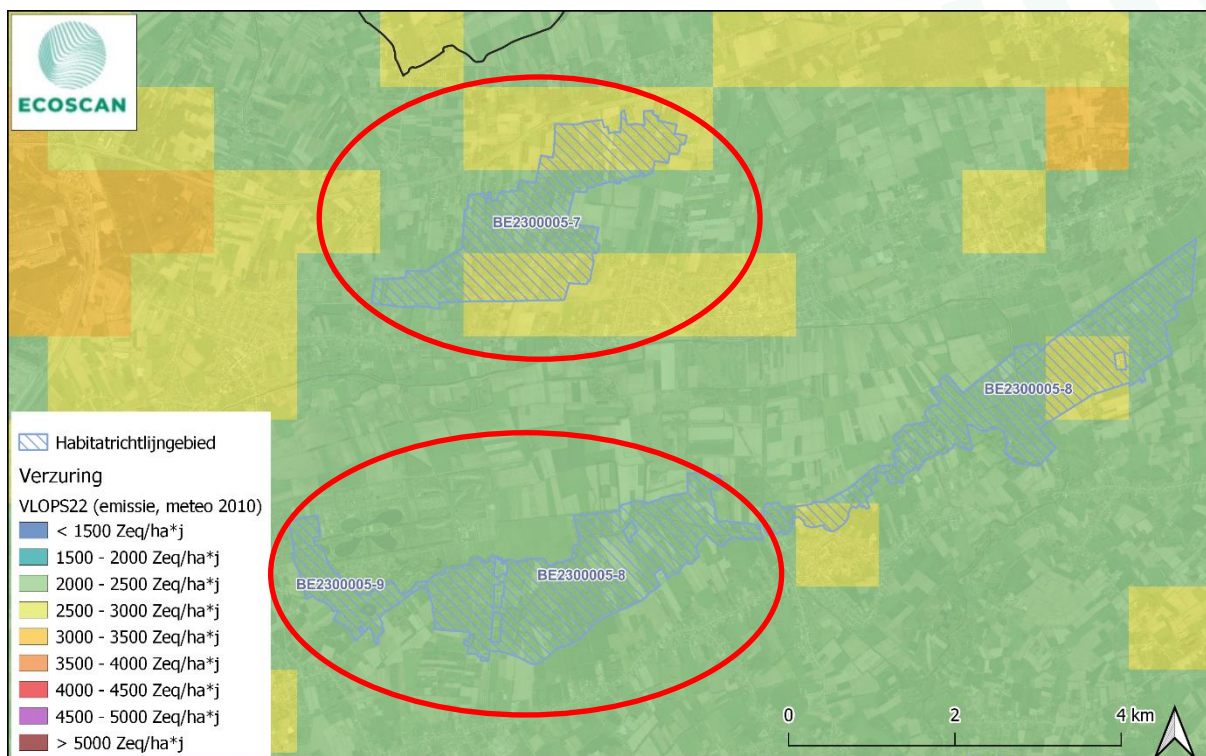 ECOSCAN
BE2300005-7
BE2300005-8
BE2300005-9
BE2300005-8
Habitatrichtlijngebied
Verzuring
VLOPS22 (emissie, meteo 2010)
< 1500 Zeq/ha*j
1500 - 2000 Zeq/ha*j
2000 - 2500 Zeq/ha*j
2500 - 3000 Zeq/ha*j
3000 - 3500 Zeq/ha*j
3500 - 4000 Zeq/ha*j
4000 - 4500 Zeq/ha*j
4500 - 5000 Zeq/ha*j
> 5000 Zeq/ha*j
0 2 4 km